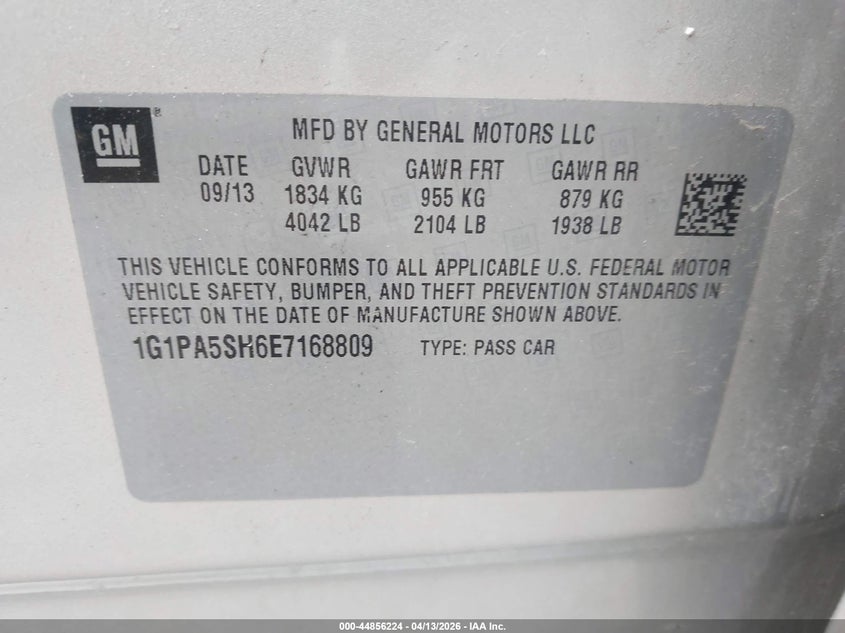 GM
MFD BY GENERAL MOTORS LLC
DATE GVWR GAWR FRT GAWR RR
09/13 1834 KG 955 KG 879 KG
4042 LB 2104 LB 1938 LB
THIS VEHICLE CONFORMS TO ALL APPLICABLE U.S. FEDERAL MOTOR
VEHICLE SAFETY, BUMPER, AND THEFT PREVENTION STANDARDS IN
EFFECT ON THE DATE OF MANUFACTURE SHOWN ABOVE.
1G1PA5SH6E7168809 TYPE: PASS CAR
000-44856224 - 04/13/2026 - IAA Inc.